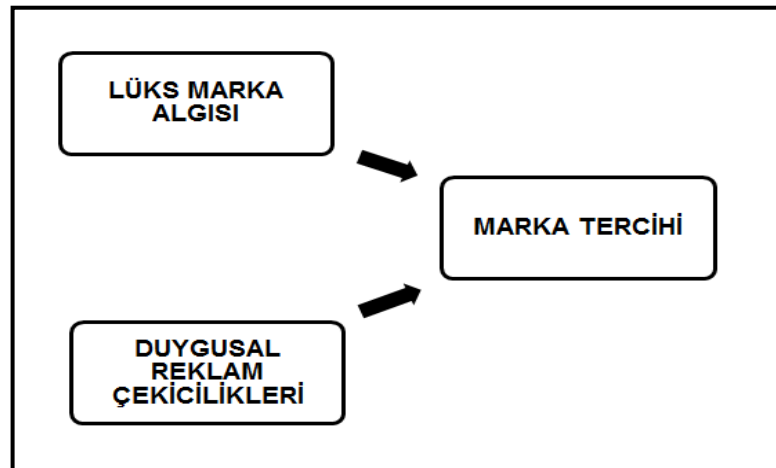 LÜKS MARKA
ALGISI
MARKA TERCİHİ
DUYGUSAL
REKLAM
ÇEKİCİLİKLERİ